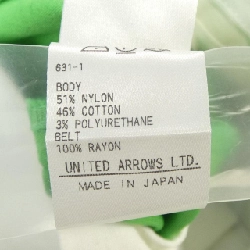 631-1
BODY
51% NYLON
46% COTTON
3% POLYURETHANE
BELT
100% RAYON
UNITED ARROWS LTD.
MADE IN JAPAN